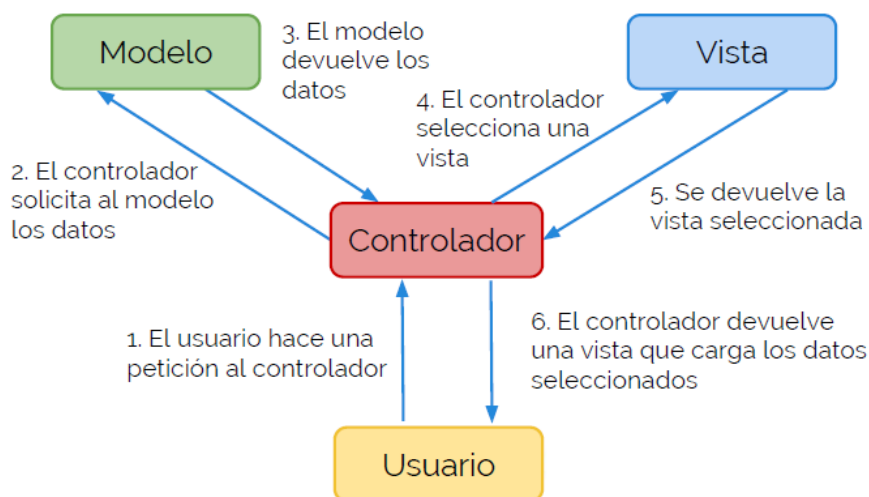 Modelo
3. El modelo
devuelve los
datos
Vista
4. El controlador
selecciona una
vista
2. El controlador
solicita al modelo
los datos
5. Se devuelve la
vista seleccionada
Controlador
1. El usuario hace una
petición al controlador
6. El controlador devuelve
una vista que carga los datos
seleccionados
Usuario